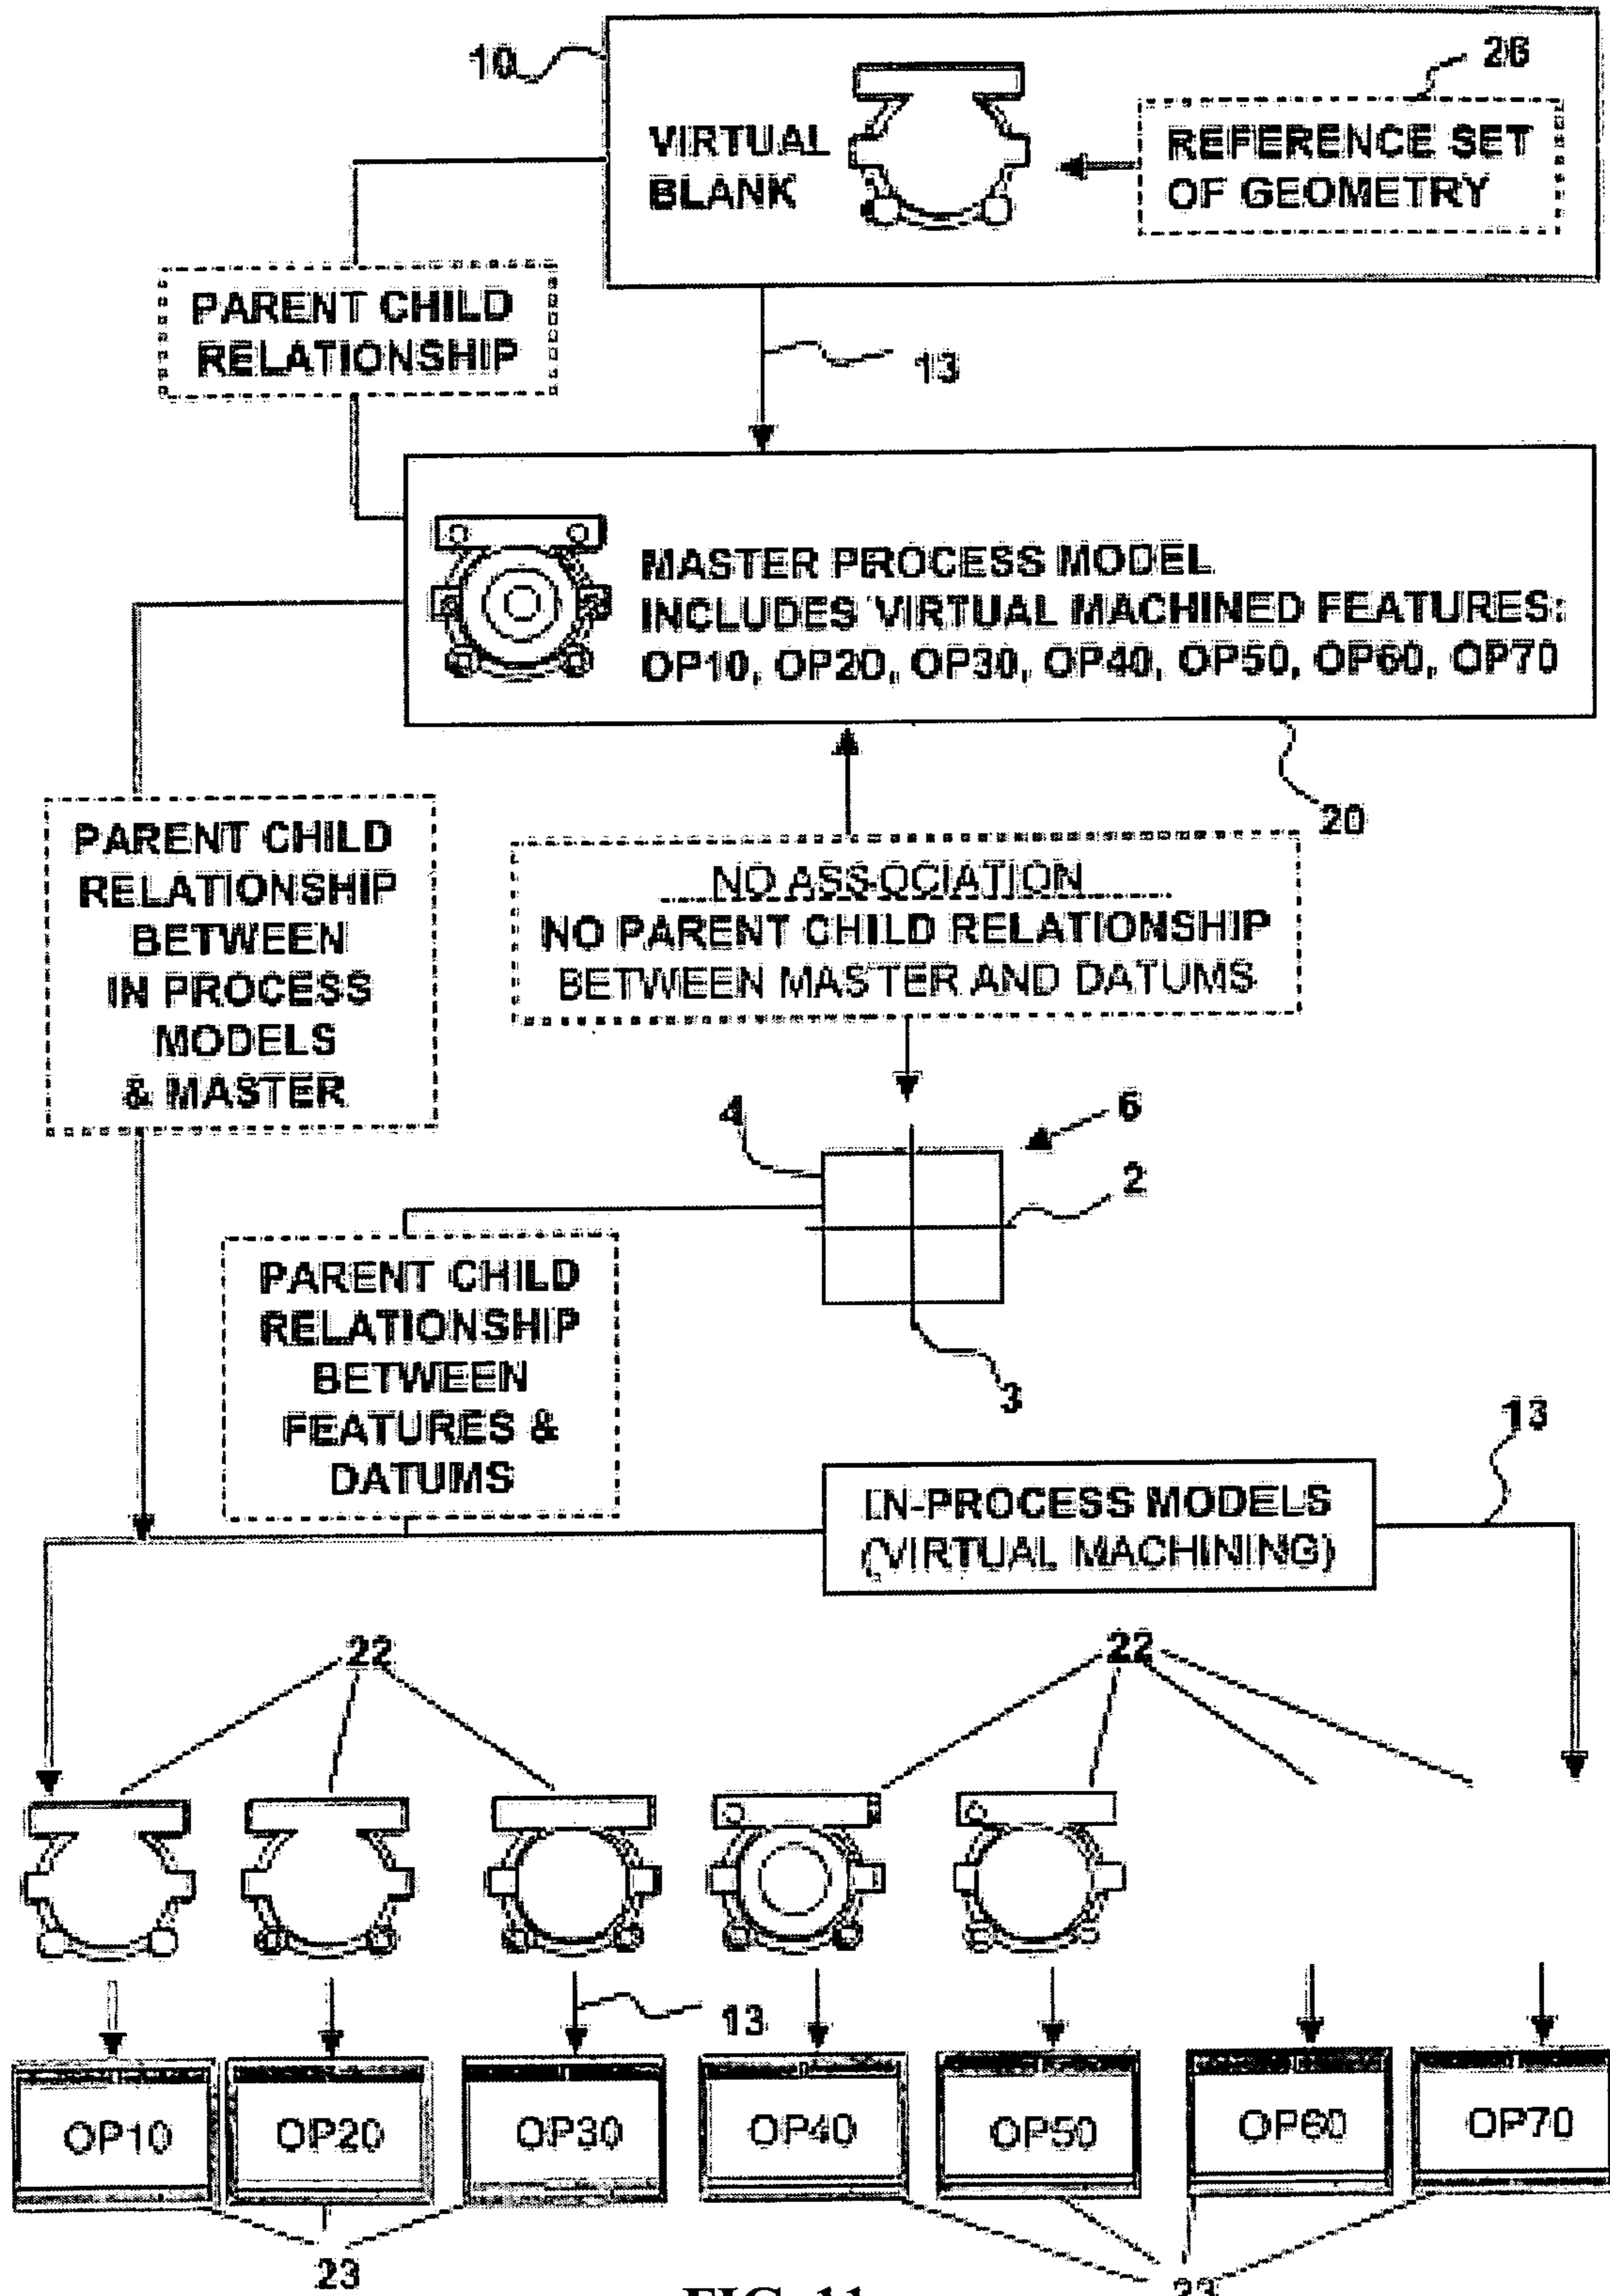 10
26
VIRTUAL
BLANK
REFERENCE SET
OF GEOMETRY
PARENT CHILD
RELATIONSHIP
13
MASTER PROCESS MODEL
INCLUDES VIRTUAL MACHINED FEATURES:
OP10, OP20, OP30, OP40, OP50, OP60, OP70
20
PARENT CHILD
RELATIONSHIP
BETWEEN
IN PROCESS
MODELS
& MASTER
NO ASSOCIATION
NO PARENT CHILD RELATIONSHIP
BETWEEN MASTER AND DATUMS
4
6
2
3
PARENT CHILD
RELATIONSHIP
BETWEEN
FEATURES &
DATUMS
13
IN-PROCESS MODELS
(VIRTUAL MACHINING)
22
22
13
OP10
OP20
OP30
OP40
OP50
OP60
OP70
23
23
FIG. 11